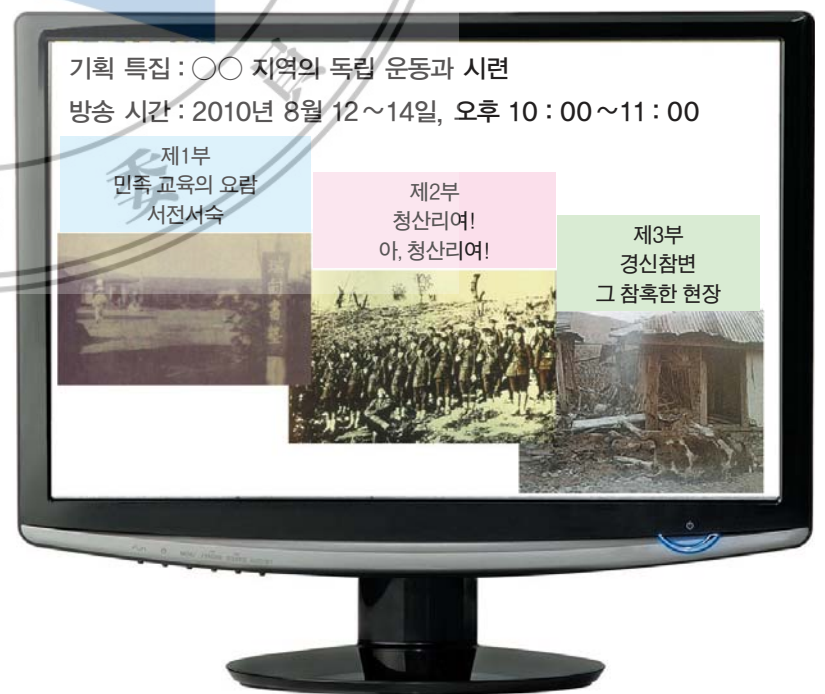 기획 특집 : ○○ 지역의 독립 운동과 시련
방송 시간 : 2010년 8월 12~14일, 오후 10 : 00~11 : 00
제1부
민족 교육의 요람
서전서숙
제2부
청산리여!
아, 청산리여!
제3부
경신참변
그 참혹한 현장